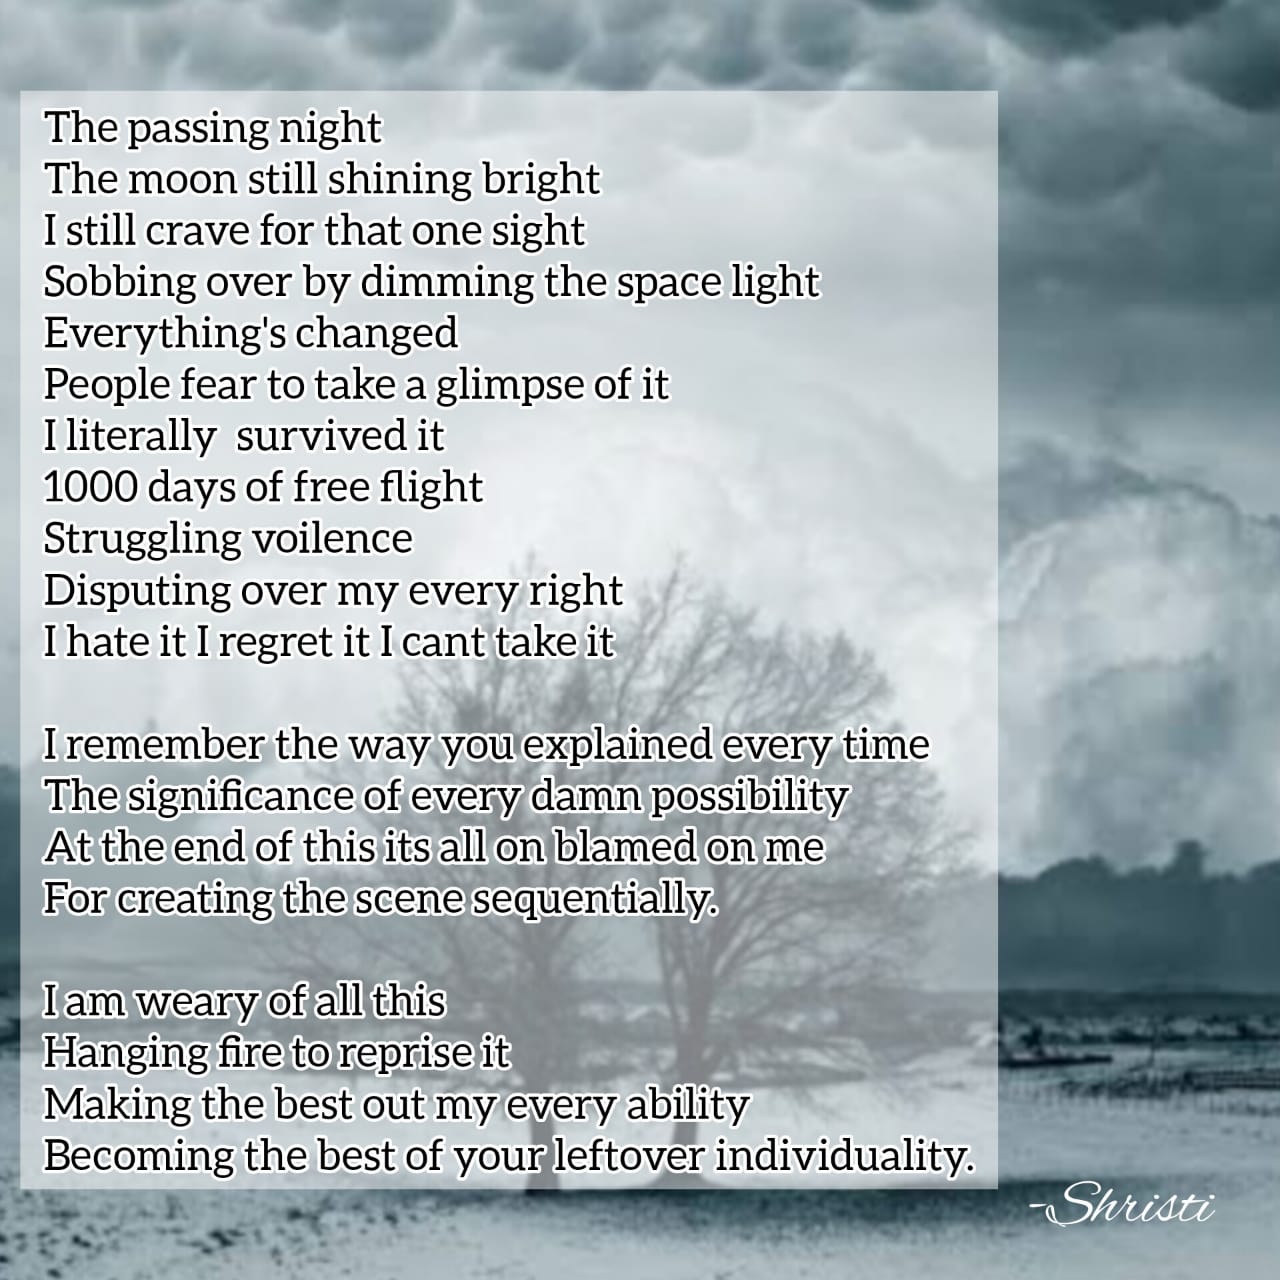 The passing night
The moon still shining bright
I still crave for that one sight
Sobbing over by dimming the space light
Everything's changed
People fear to take a glimpse of it
I literally  survived it
1000 days of free flight
Struggling voilence
Disputing over my every right
I hate it I regret it I cant take it

I remember the way you explained every time
The significance of every damn possibility
At the end of this its all on blamed on me
For creating the scene sequentially.

I am weary of all this
Hanging fire to reprise it
Making the best out my every ability
Becoming the best of your leftover individuality.
-Shristi